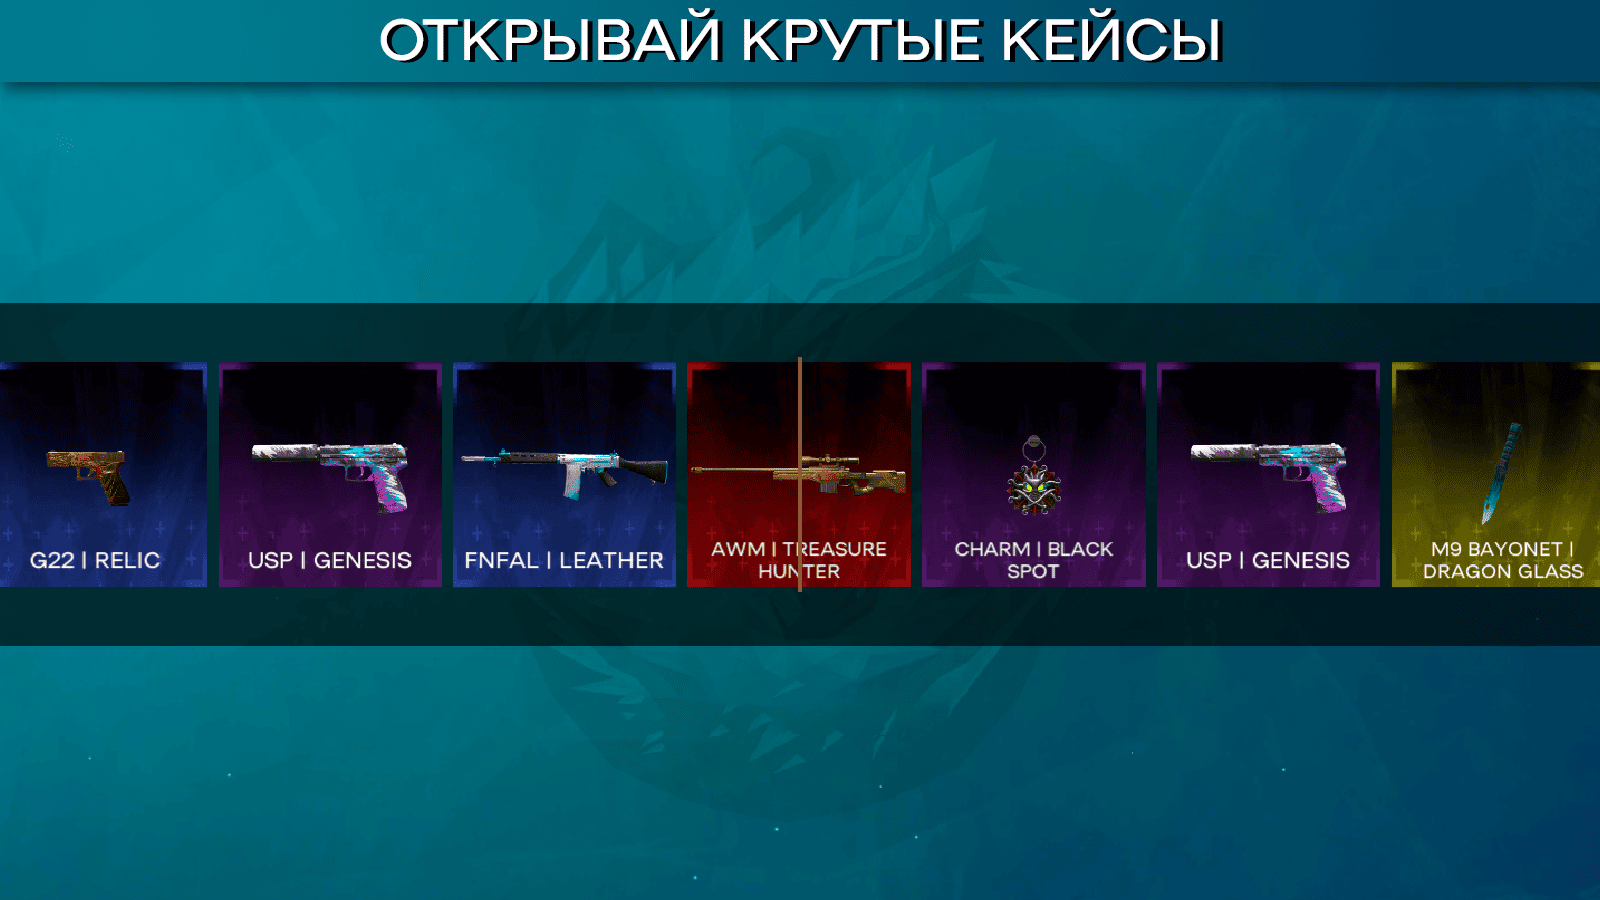 ОТКРЫВАЙ КРУТЫЕ КЕЙСЫ
G22 | RELIC
USP | GENESIS
FNFAL | LEATHER
AWM | TREASURE
HUNTER
CHARM | BLACK
SPOT
USP | GENESIS
M9 BAYONET |
DRAGON GLASS